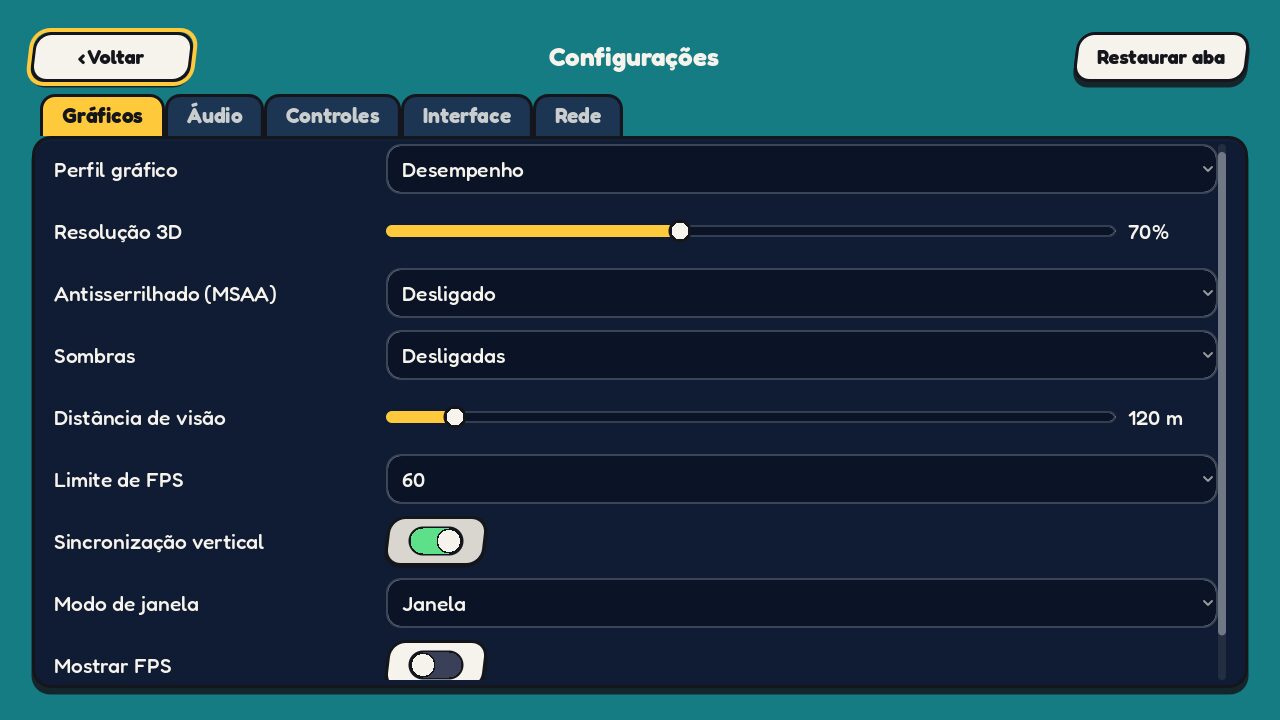 ‹ Voltar
Configurações
Restaurar aba
Gráficos
Áudio
Controles
Interface
Rede
Perfil gráfico
Desempenho
Resolução 3D
70%
Antisserrilhado (MSAA)
Desligado
Sombras
Desligadas
Distância de visão
120 m
Limite de FPS
60
Sincronização vertical
Modo de janela
Janela
Mostrar FPS